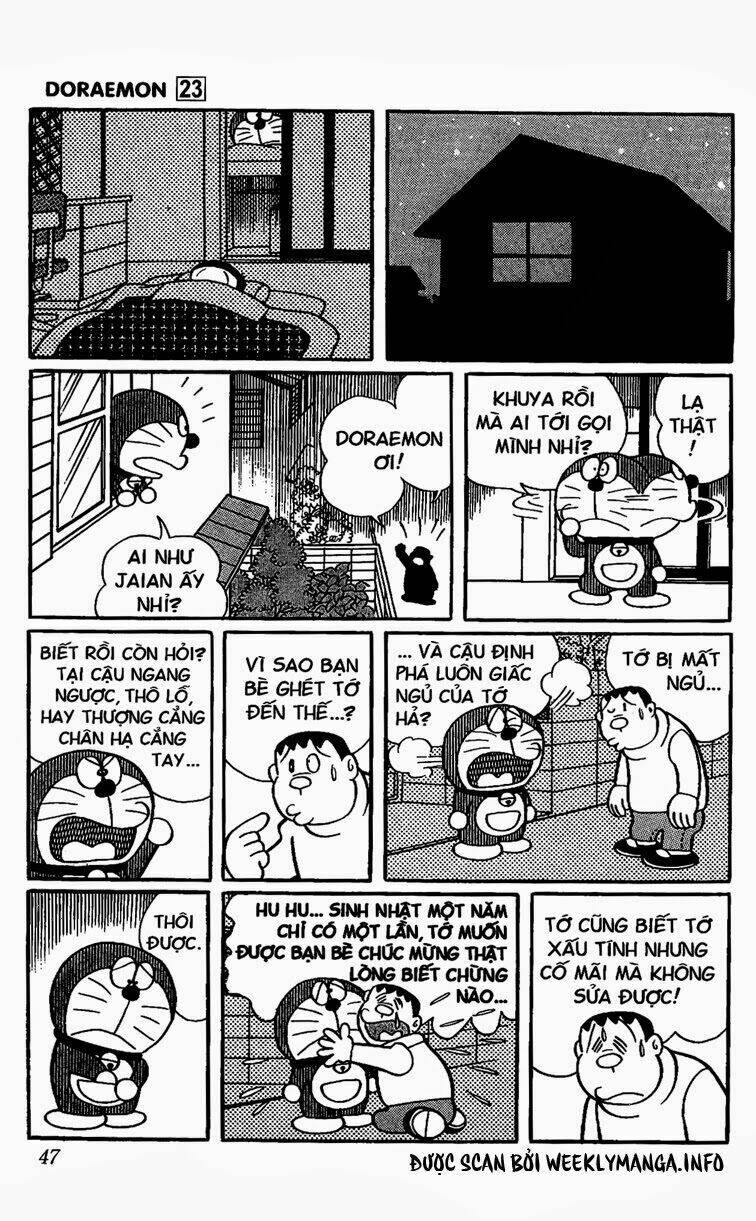 DORAEMON 23
LẠ
THẬT
!
KHUYA RỒI
MÀ AI TỚI GỌI
MÌNH NHỈ?
DORAEMON
ƠI!
AI NHƯ
JAIAN ẤY
NHỈ?
TỚ BỊ MẤT
NGỦ...
... VÀ CẬU ĐỊNH
PHÁ LUÔN GIẤC
NGỦ CỦA TỚ
HẢ?
VÌ SAO BẠN
BÈ GHÉT TỚ
ĐẾN THẾ...?
BIẾT RỒI CÒN HỎI?
TẠI CẬU NGANG
NGƯỢC, THÔ LỖ,
HAY THƯỢNG CẲNG
CHÂN HẠ CẲNG
TAY...
TỚ CŨNG BIẾT TỚ
XẤU TÍNH NHƯNG
CỐ MÃI MÀ KHÔNG
SỬA ĐƯỢC!
HU HU... SINH NHẬT MỘT NĂM
CHỈ CÓ MỘT LẦN, TỚ MUỐN
ĐƯỢC BẠN BÈ CHÚC MỪNG THẬT
LÒNG BIẾT CHỪNG
NÀO...
THÔI
ĐƯỢC.
47
ĐƯỢC SCAN BỞI WEEKLYMANGA.INFO